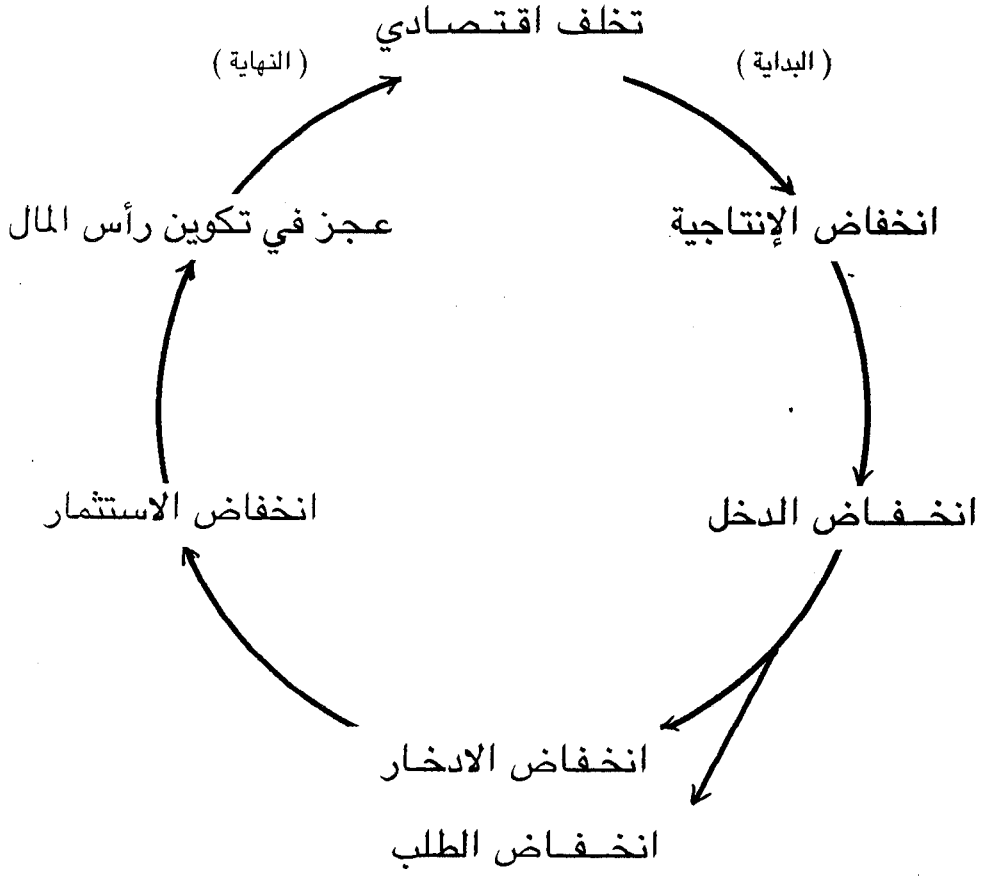 تخلف اقتصادي
(البداية)
(النهاية)
انخفاض الإنتاجية
عجز في تكوين رأس المال
انخفاض الدخل
انخفاض الاستثمار
انخفاض الادخار
انخفاض الطلب